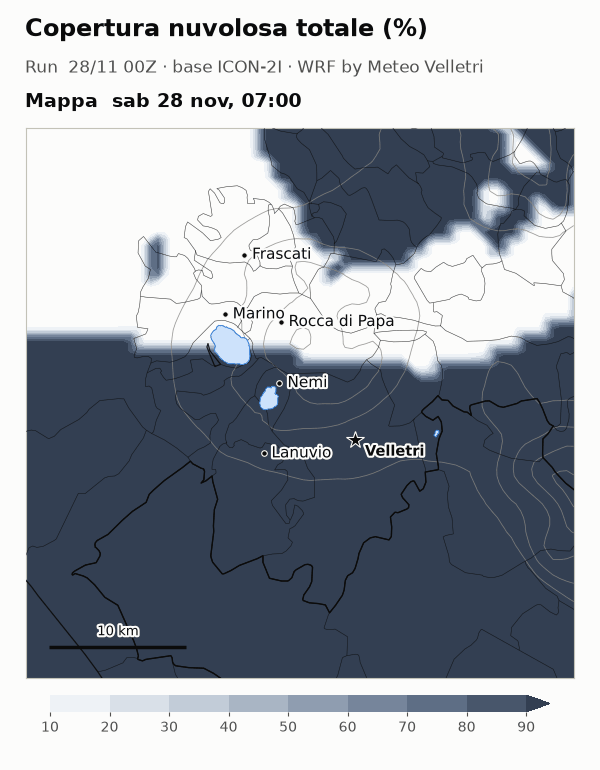 Copertura nuvolosa totale (%)
Run  28/11 00Z · base ICON-2I · WRF by Meteo Velletri
Mappa  sab 28 nov, 07:00
Frascati
Marino
Rocca di Papa
Nemi
Velletri
Lanuvio
10 km
10 20 30 40 50 60 70 80 90